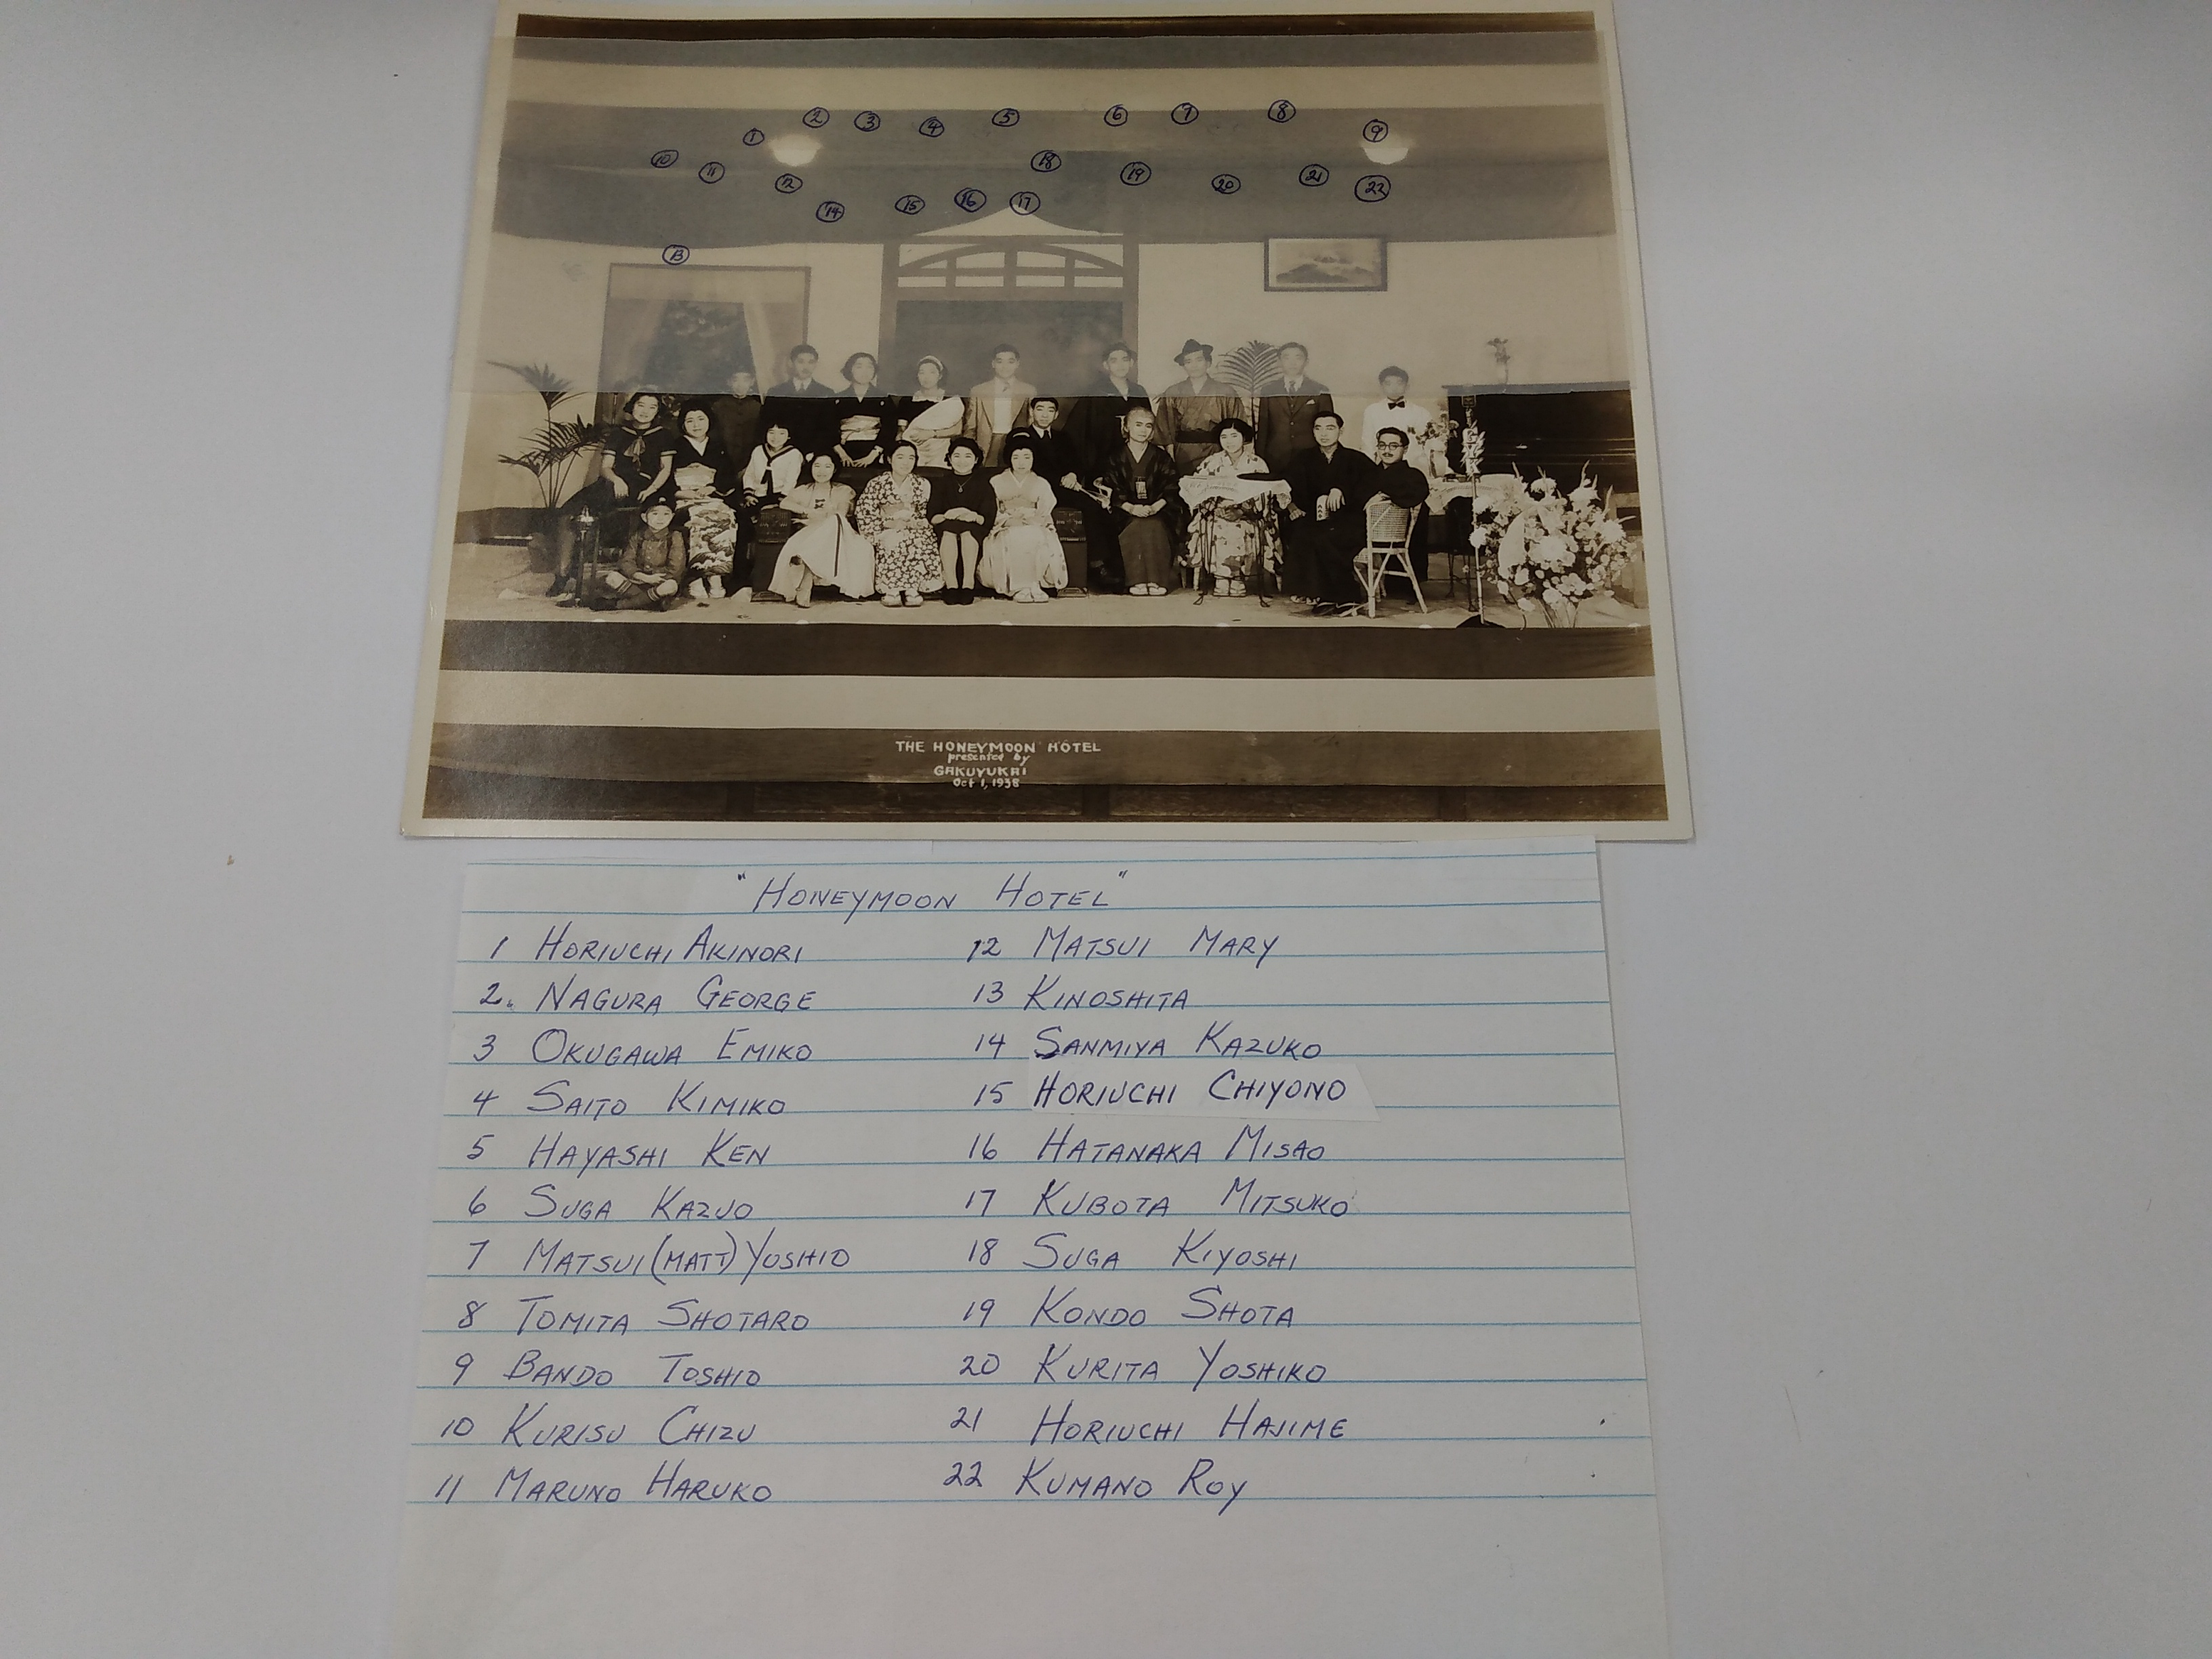 2 3 4 5 6 7 8
1 9
10 11 12 18 19 20 21 22
14 15 16 17
13
THE HONEYMOON HOTEL
presented by
GAKUYUKAI
Oct 1, 1938
"HONEYMOON HOTEL"
1 HORIUCHI AKINORI
2. NAGURA GEORGE
3 OKUGAWA EMIKO
4 SAITO KIMIKO
5 HAYASHI KEN
6 SUGA KAZUO
7 MATSUI (MATT) YOSHIO
8 TOMITA SHOTARO
9 BANDO TOSHIO
10 KURISU CHIZU
11 MARUNO HARUKO
12 MATSUI MARY
13 KINOSHITA
14 SANMIYA KAZUKO
15 HORIUCHI CHIYONO
16 HATANAKA MISAO
17 KUBOTA MITSUKO
18 SUGA KIYOSHI
19 KONDO SHOTA
20 KURITA YOSHIKO
21 HORIUCHI HAJIME
22 KUMANO ROY